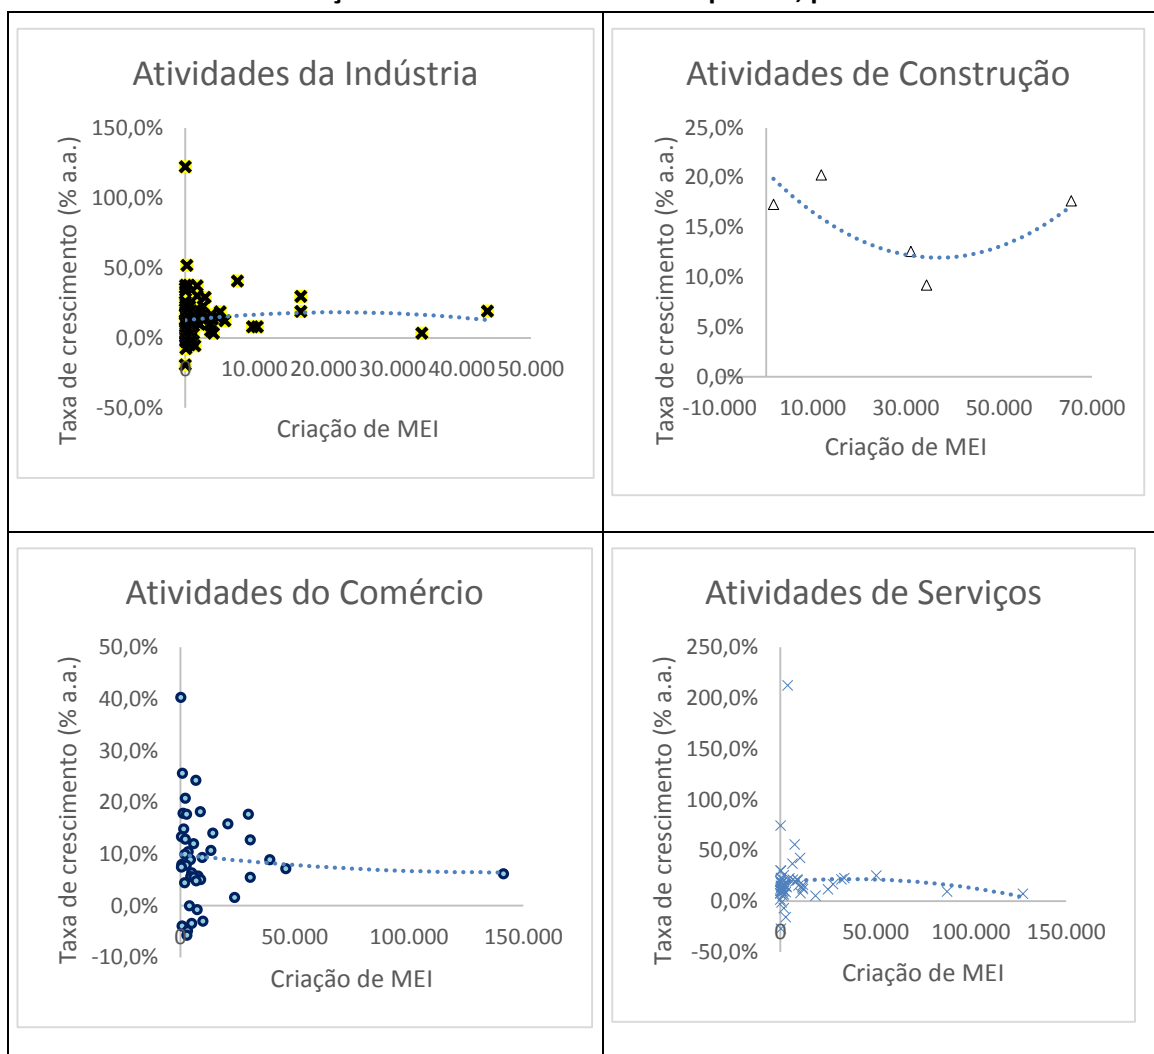 Atividades da Indústria
150,0%
100,0%
50,0%
0,0%
-50,0%
Taxa de crescimento (% a.a.)
0 10.000 20.000 30.000 40.000 50.000
Criação de MEI
Atividades de Construção
25,0%
20,0%
15,0%
10,0%
5,0%
0,0%
Taxa de crescimento (% a.a.)
-10.000 10.000 30.000 50.000 70.000
Criação de MEI
Atividades do Comércio
50,0%
40,0%
30,0%
20,0%
10,0%
0,0%
-10,0%
Taxa de crescimento (% a.a.)
0 50.000 100.000 150.000
Criação de MEI
Atividades de Serviços
250,0%
200,0%
150,0%
100,0%
50,0%
0,0%
-50,0%
Taxa de crescimento (% a.a.)
0 50.000 100.000 150.000
Criação de MEI